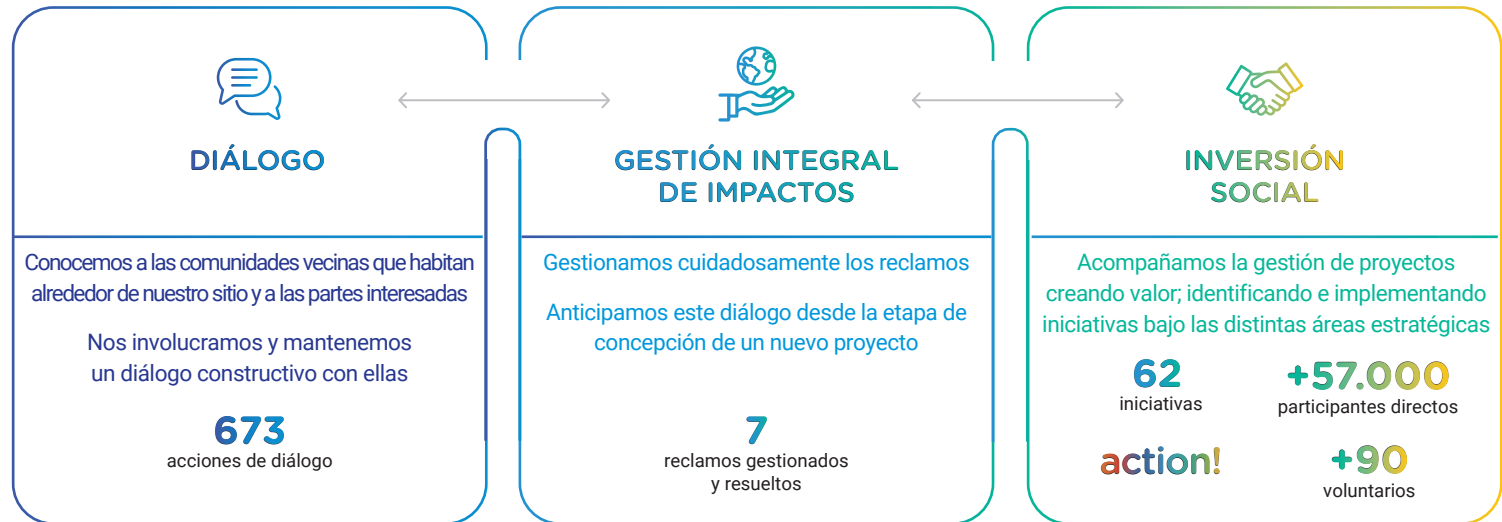 DIÁLOGO
Conocemos a las comunidades vecinas que habitan
alrededor de nuestro sitio y a las partes interesadas
Nos involucramos y mantenemos
un diálogo constructivo con ellas
673
acciones de diálogo
GESTIÓN INTEGRAL
DE IMPACTOS
Gestionamos cuidadosamente los reclamos
Anticipamos este diálogo desde la etapa de
concepción de un nuevo proyecto
7
reclamos gestionados
y resueltos
INVERSIÓN
SOCIAL
Acompañamos la gestión de proyectos
creando valor; identificando e implementando
iniciativas bajo las distintas áreas estratégicas
62
iniciativas
+57.000
participantes directos
action!
+90
voluntarios